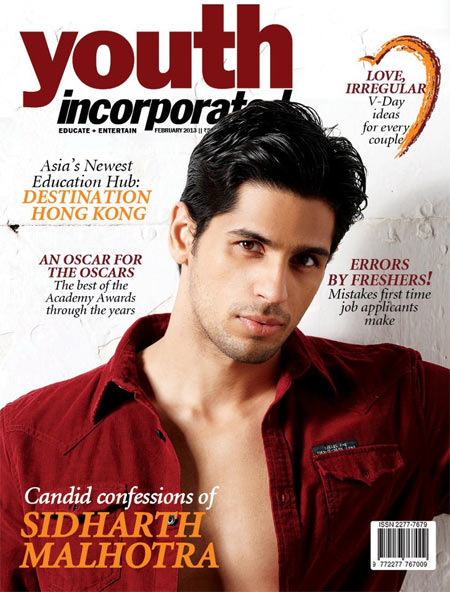 youth
incorporated
EDUCATE + ENTERTAIN FEBRUARY 2013 ||
LOVE,
IRREGULAR
V-Day
ideas
for every
couple
Asia's Newest
Education Hub:
DESTINATION
HONG KONG
AN OSCAR FOR
THE OSCARS
The best of the
Academy Awards
through the years
ERRORS
BY FRESHERS!
Mistakes first time
job applicants
make
Candid confessions of
SIDHARTH
MALHOTRA
ISSN 2277-7679
9 772277 767009